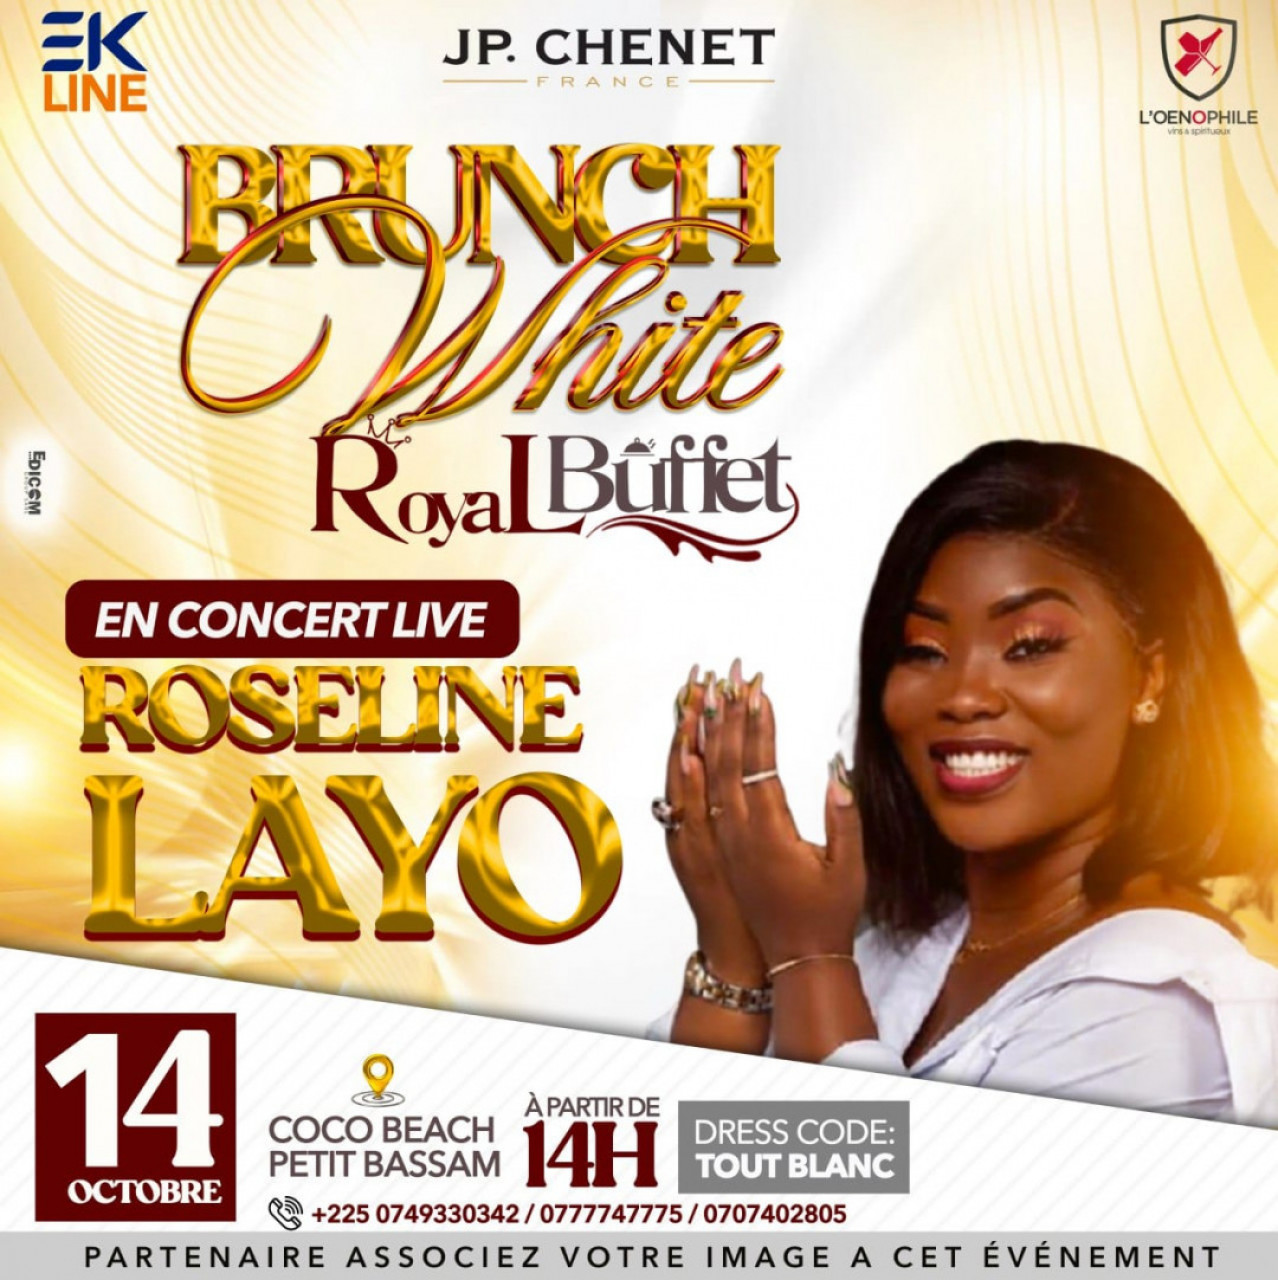 EK
LINE
JP. CHENET
FRANCE
L'OENOPHILE
vins & spiritueux
BRUNCH
White
Royal Bûffet
EDICOM
EN CONCERT LIVE
ROSELINE
LAYO
14
OCTOBRE
COCO BEACH
PETIT BASSAM
À PARTIR DE
14H
DRESS CODE:
TOUT BLANC
+225 0749330342 / 0777747775 / 0707402805
PARTENAIRE ASSOCIEZ VOTRE IMAGE A CET ÉVÉNEMENT